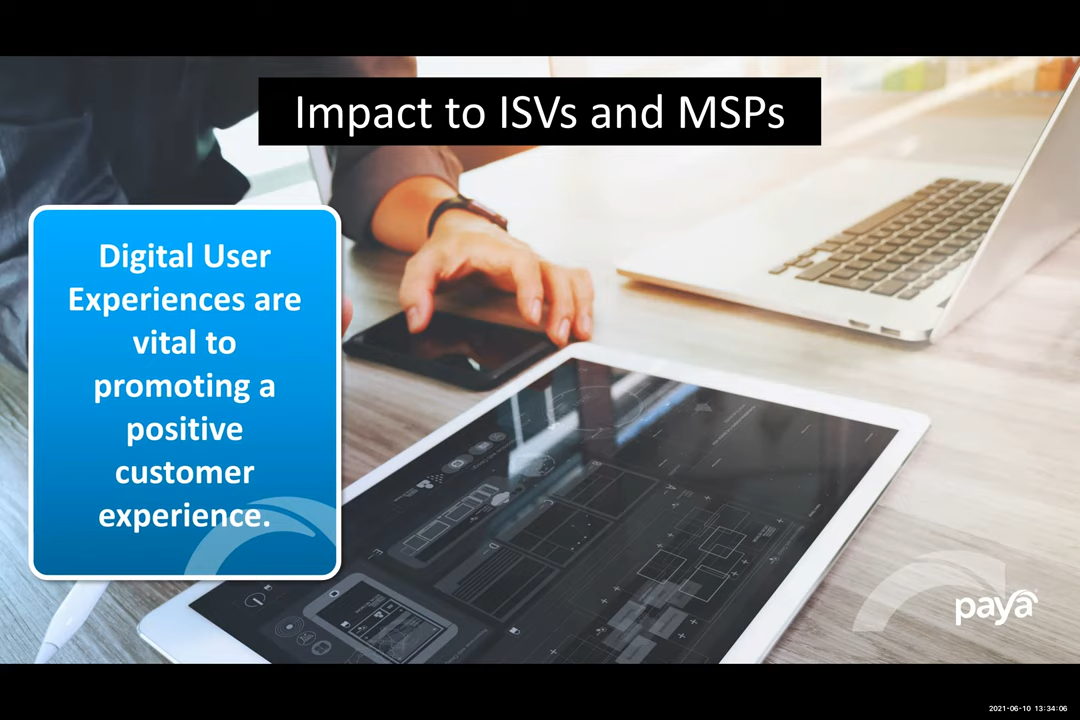 Impact to ISVs and MSPs
Digital User
Experiences are
vital to
promoting a
positive
customer
experience.
paya
2021-06-10 13:34:06